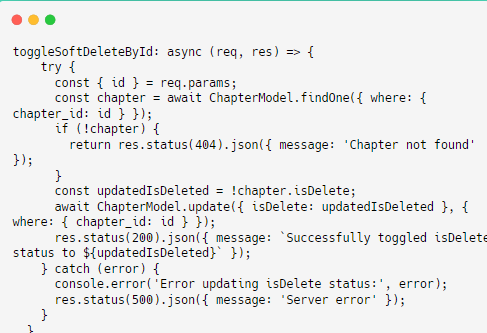 toggleSoftDeleteById: async (req, res) => {
    try {
      const { id } = req.params;
      const chapter = await ChapterModel.findOne({ where: {
chapter_id: id } });
      if (!chapter) {
        return res.status(404).json({ message: 'Chapter not found'
});
      }
      const updatedIsDeleted = !chapter.isDelete;
      await ChapterModel.update({ isDelete: updatedIsDeleted }, {
where: { chapter_id: id } });
      res.status(200).json({ message: `Successfully toggled isDelete
status to ${updatedIsDeleted}` });
    } catch (error) {
      console.error('Error updating isDelete status:', error);
      res.status(500).json({ message: 'Server error' });
    }
  }